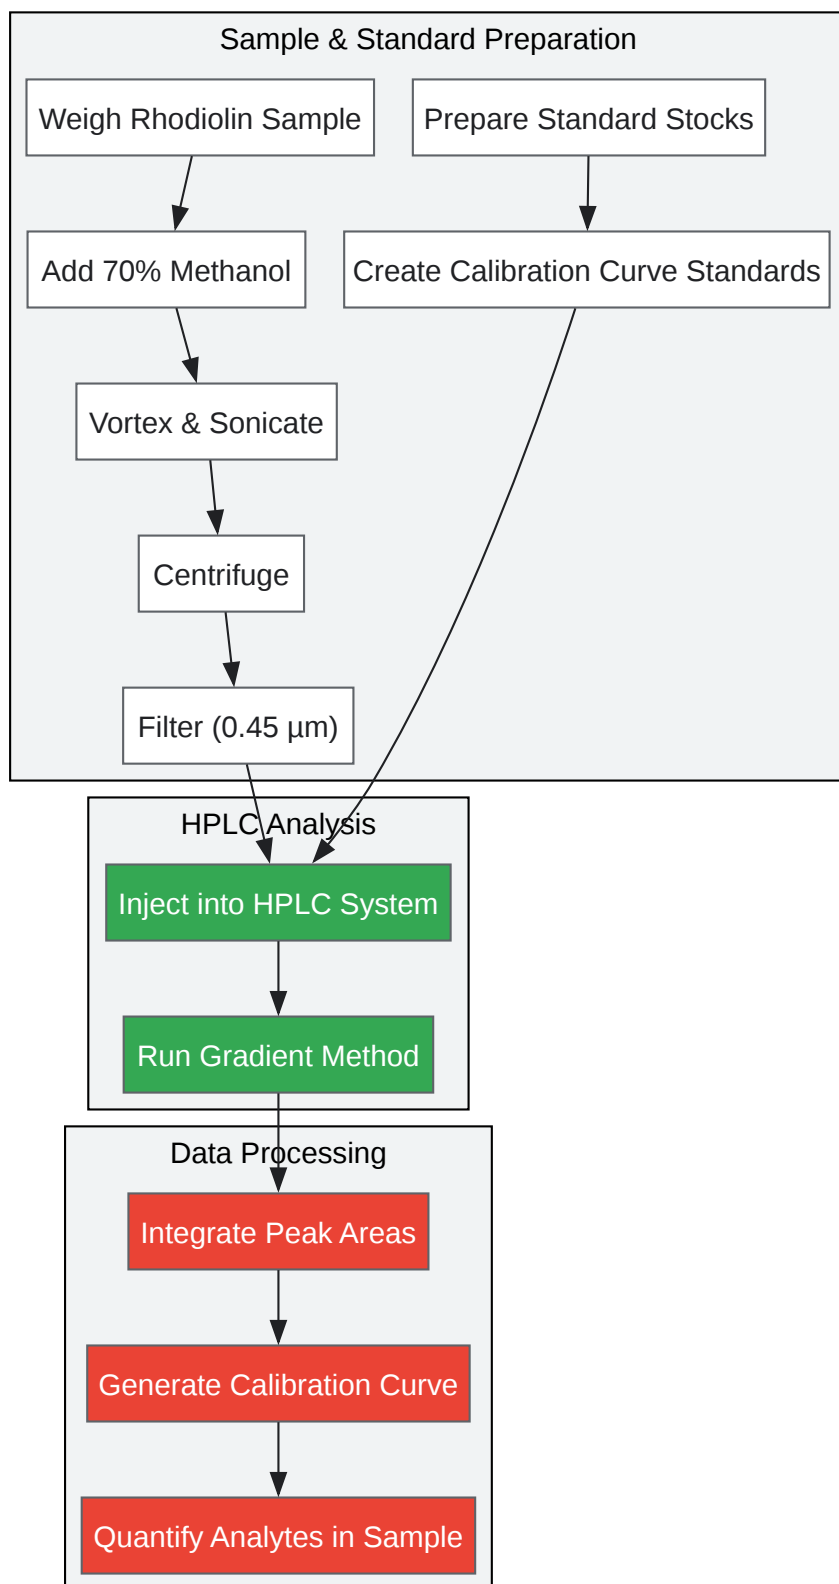 Sample & Standard Preparation
Weigh Rhodiolin Sample
Prepare Standard Stocks
Add 70% Methanol
Create Calibration Curve Standards
Vortex & Sonicate
Centrifuge
Filter (0.45 µm)
HPLC Analysis
Inject into HPLC System
Run Gradient Method
Data Processing
Integrate Peak Areas
Generate Calibration Curve
Quantify Analytes in Sample